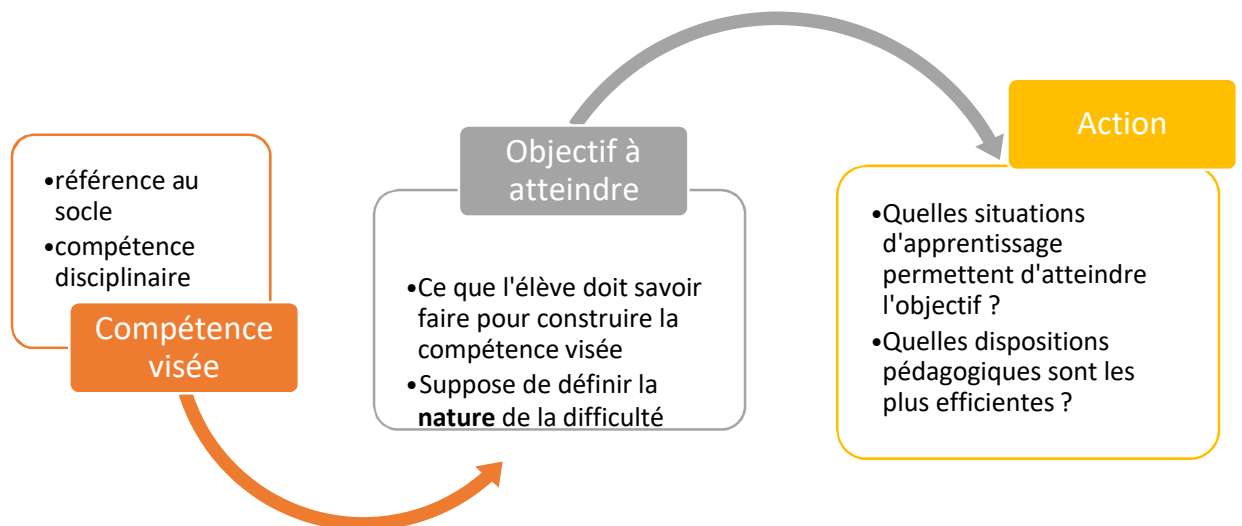 •référence au
socle
•compétence
disciplinaire
Compétence
visée
Objectif à
atteindre
•Ce que l'élève doit savoir
faire pour construire la
compétence visée
•Suppose de définir la
nature de la difficulté
Action
•Quelles situations
d'apprentissage
permettent d'atteindre
l'objectif ?
•Quelles dispositions
pédagogiques sont les
plus efficientes ?